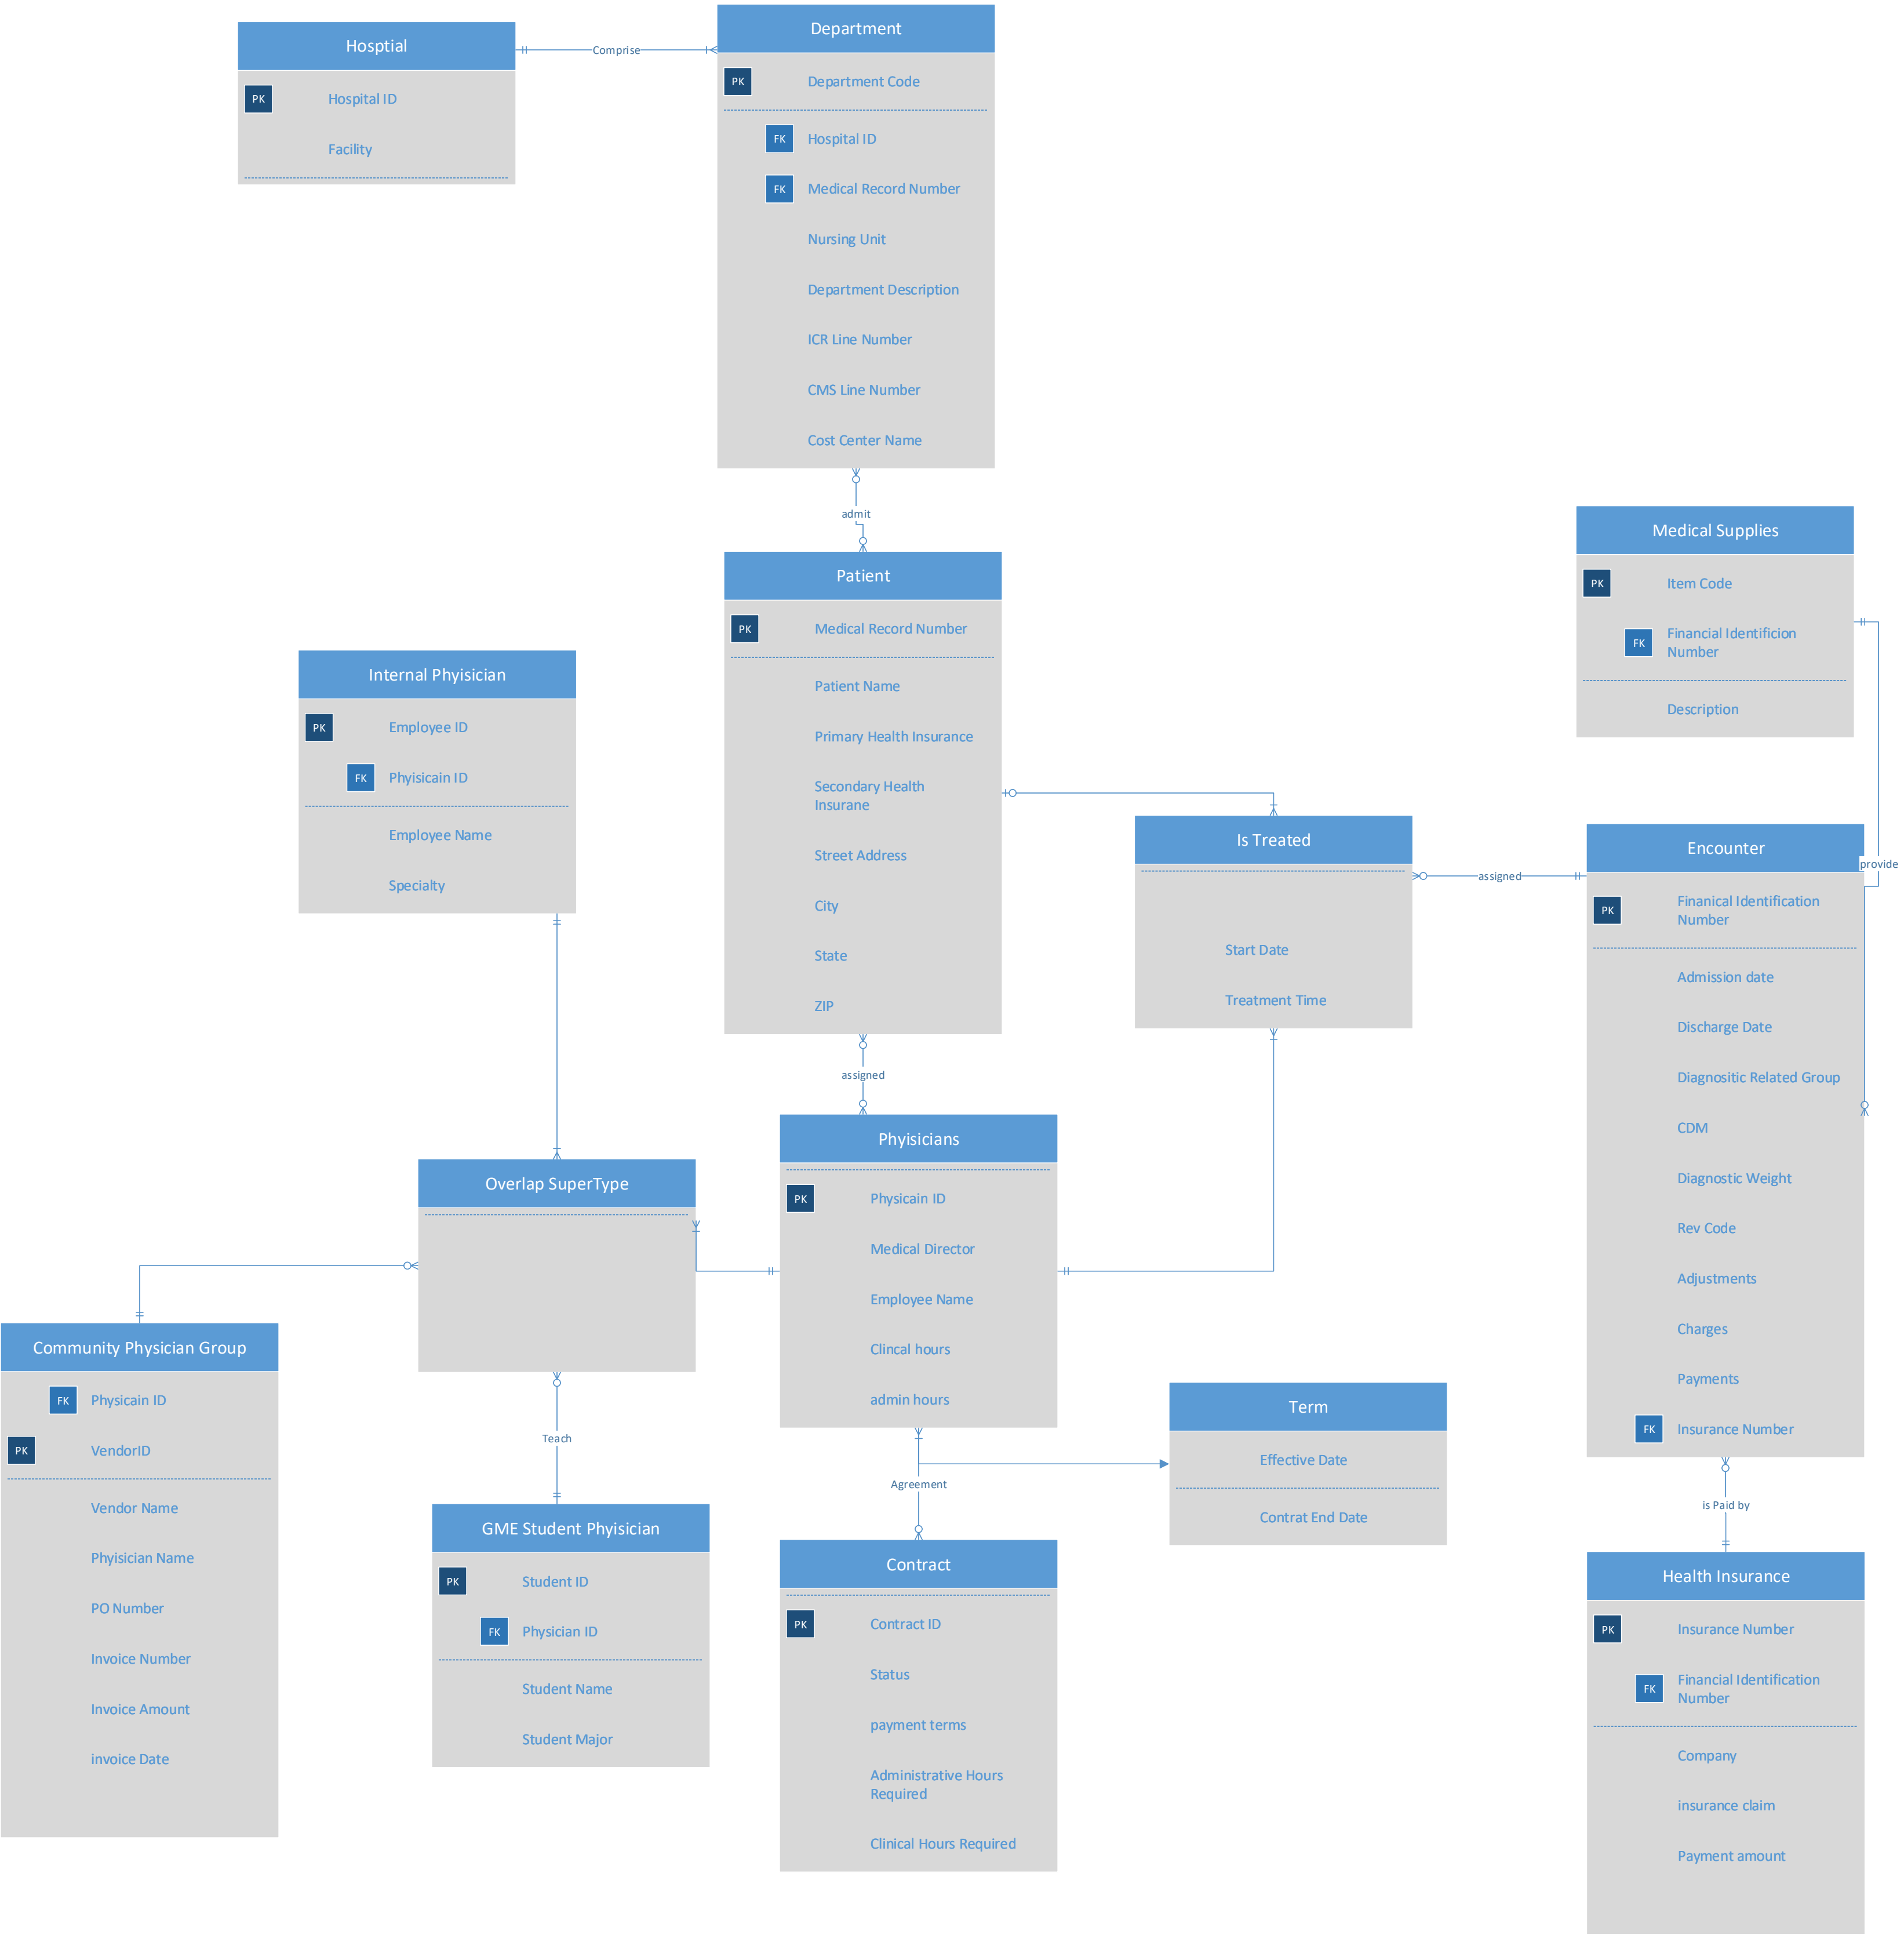 Hosptial
PK
Hospital ID
Facility
Comprise
Department
PK
Department Code
FK
Hospital ID
FK
Medical Record Number
Nursing Unit
Department Description
ICR Line Number
CMS Line Number
Cost Center Name
admit
Patient
PK
Medical Record Number
Patient Name
Primary Health Insurance
Secondary Health
Insurane
Street Address
City
State
ZIP
Medical Supplies
PK
Item Code
FK
Financial Identificion
Number
Description
provide
Internal Phyisician
PK
Employee ID
FK
Phyisicain ID
Employee Name
Specialty
Is Treated
Start Date
Treatment Time
assigned
Encounter
PK
Finanical Identification
Number
Admission date
Discharge Date
Diagnositic Related Group
CDM
Diagnostic Weight
Rev Code
Adjustments
Charges
Payments
FK
Insurance Number
assigned
Phyisicians
PK
Physicain ID
Medical Director
Employee Name
Clincal hours
admin hours
Overlap SuperType
Community Physician Group
FK
Physicain ID
PK
VendorID
Vendor Name
Phyisician Name
PO Number
Invoice Number
Invoice Amount
invoice Date
Teach
GME Student Phyisician
PK
Student ID
FK
Physician ID
Student Name
Student Major
Agreement
Term
Effective Date
Contrat End Date
Contract
PK
Contract ID
Status
payment terms
Administrative Hours
Required
Clinical Hours Required
is Paid by
Health Insurance
PK
Insurance Number
FK
Financial Identification
Number
Company
insurance claim
Payment amount